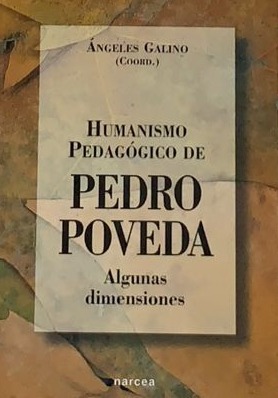 ÁNGELES GALINO
(COORD.)
HUMANISMO
PEDAGÓGICO DE
PEDRO
POVEDA
Algunas
dimensiones
narcea